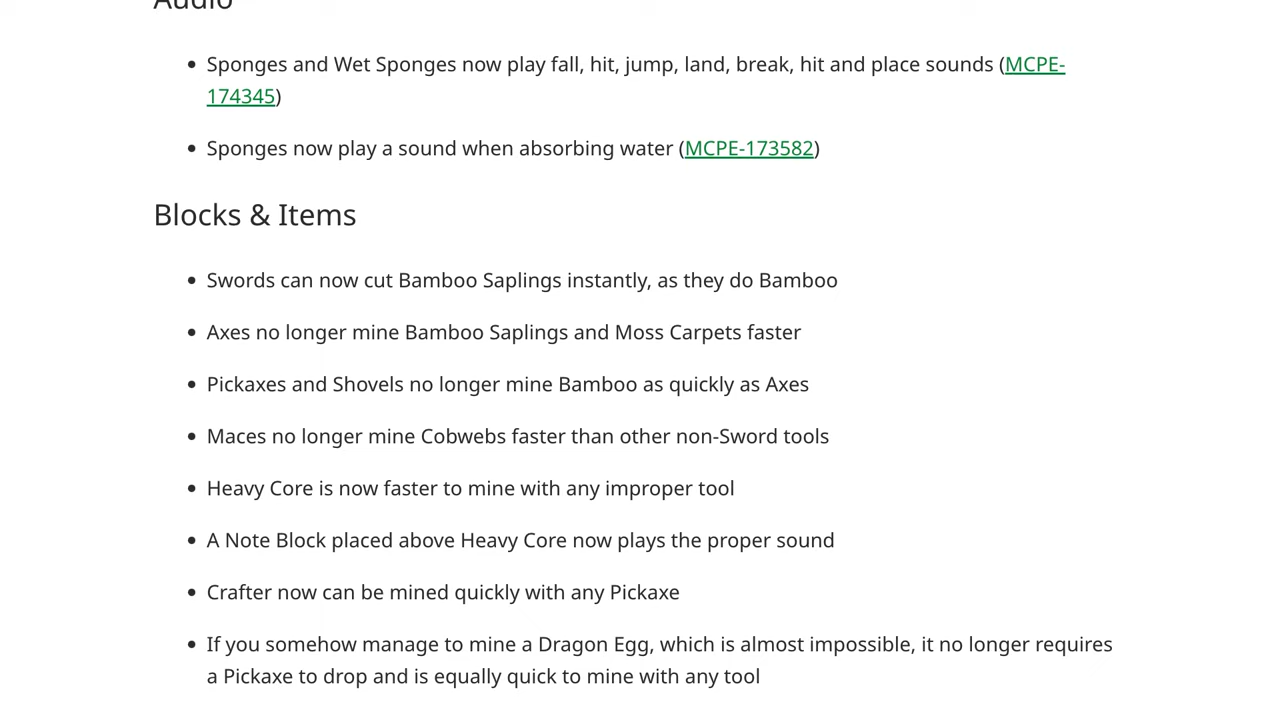 Audio
Sponges and Wet Sponges now play fall, hit, jump, land, break, hit and place sounds (MCPE-
174345)
Sponges now play a sound when absorbing water (MCPE-173582)
Blocks & Items
Swords can now cut Bamboo Saplings instantly, as they do Bamboo
Axes no longer mine Bamboo Saplings and Moss Carpets faster
Pickaxes and Shovels no longer mine Bamboo as quickly as Axes
Maces no longer mine Cobwebs faster than other non-Sword tools
Heavy Core is now faster to mine with any improper tool
A Note Block placed above Heavy Core now plays the proper sound
Crafter now can be mined quickly with any Pickaxe
If you somehow manage to mine a Dragon Egg, which is almost impossible, it no longer requires
a Pickaxe to drop and is equally quick to mine with any tool